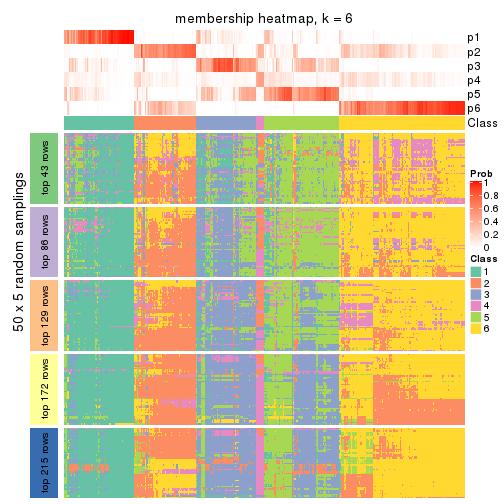 membership heatmap, k = 6
p1
p2
p3
p4
p5
p6
Class
50 x 5 random samplings
top 43 rows
top 86 rows
top 129 rows
top 172 rows
top 215 rows
Prob
1
0.8
0.6
0.4
0.2
0
Class
1
2
3
4
5
6